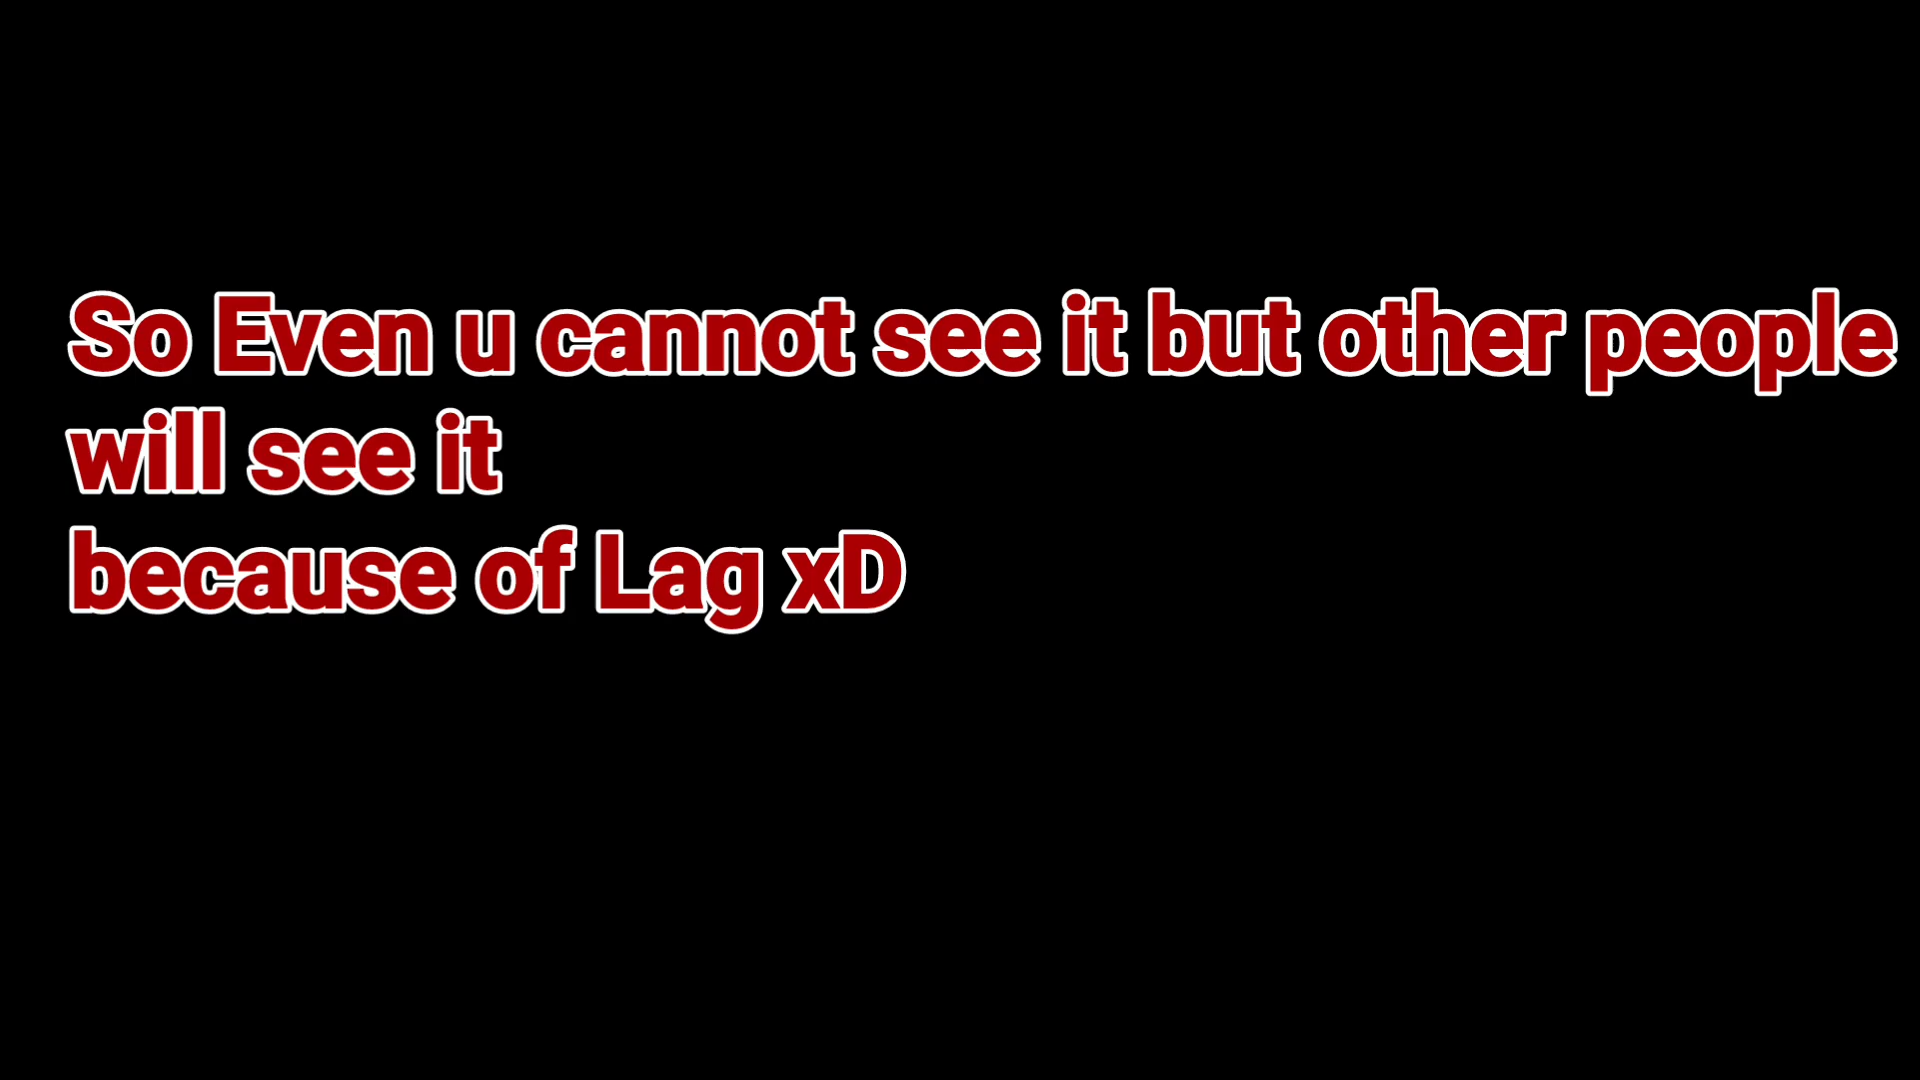 So Even u cannot see it but other people
will see it
because of Lag xD